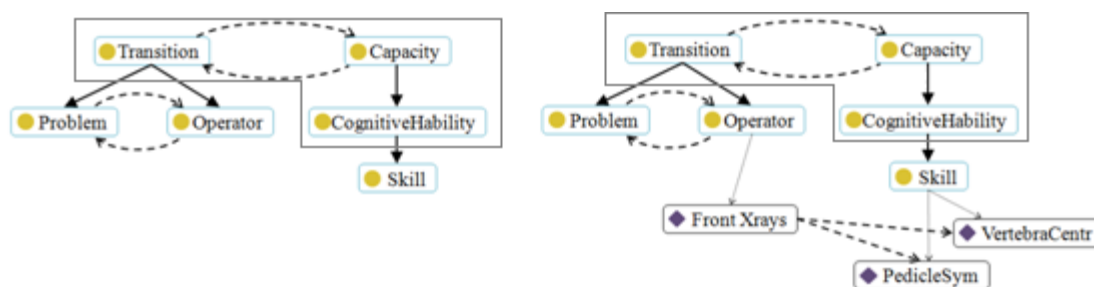 Transition
Capacity
Problem
Operator
CognitiveHability
Skill
Transition
Capacity
Problem
Operator
CognitiveHability
Skill
Front Xrays
VertebraCentr
PedicleSym